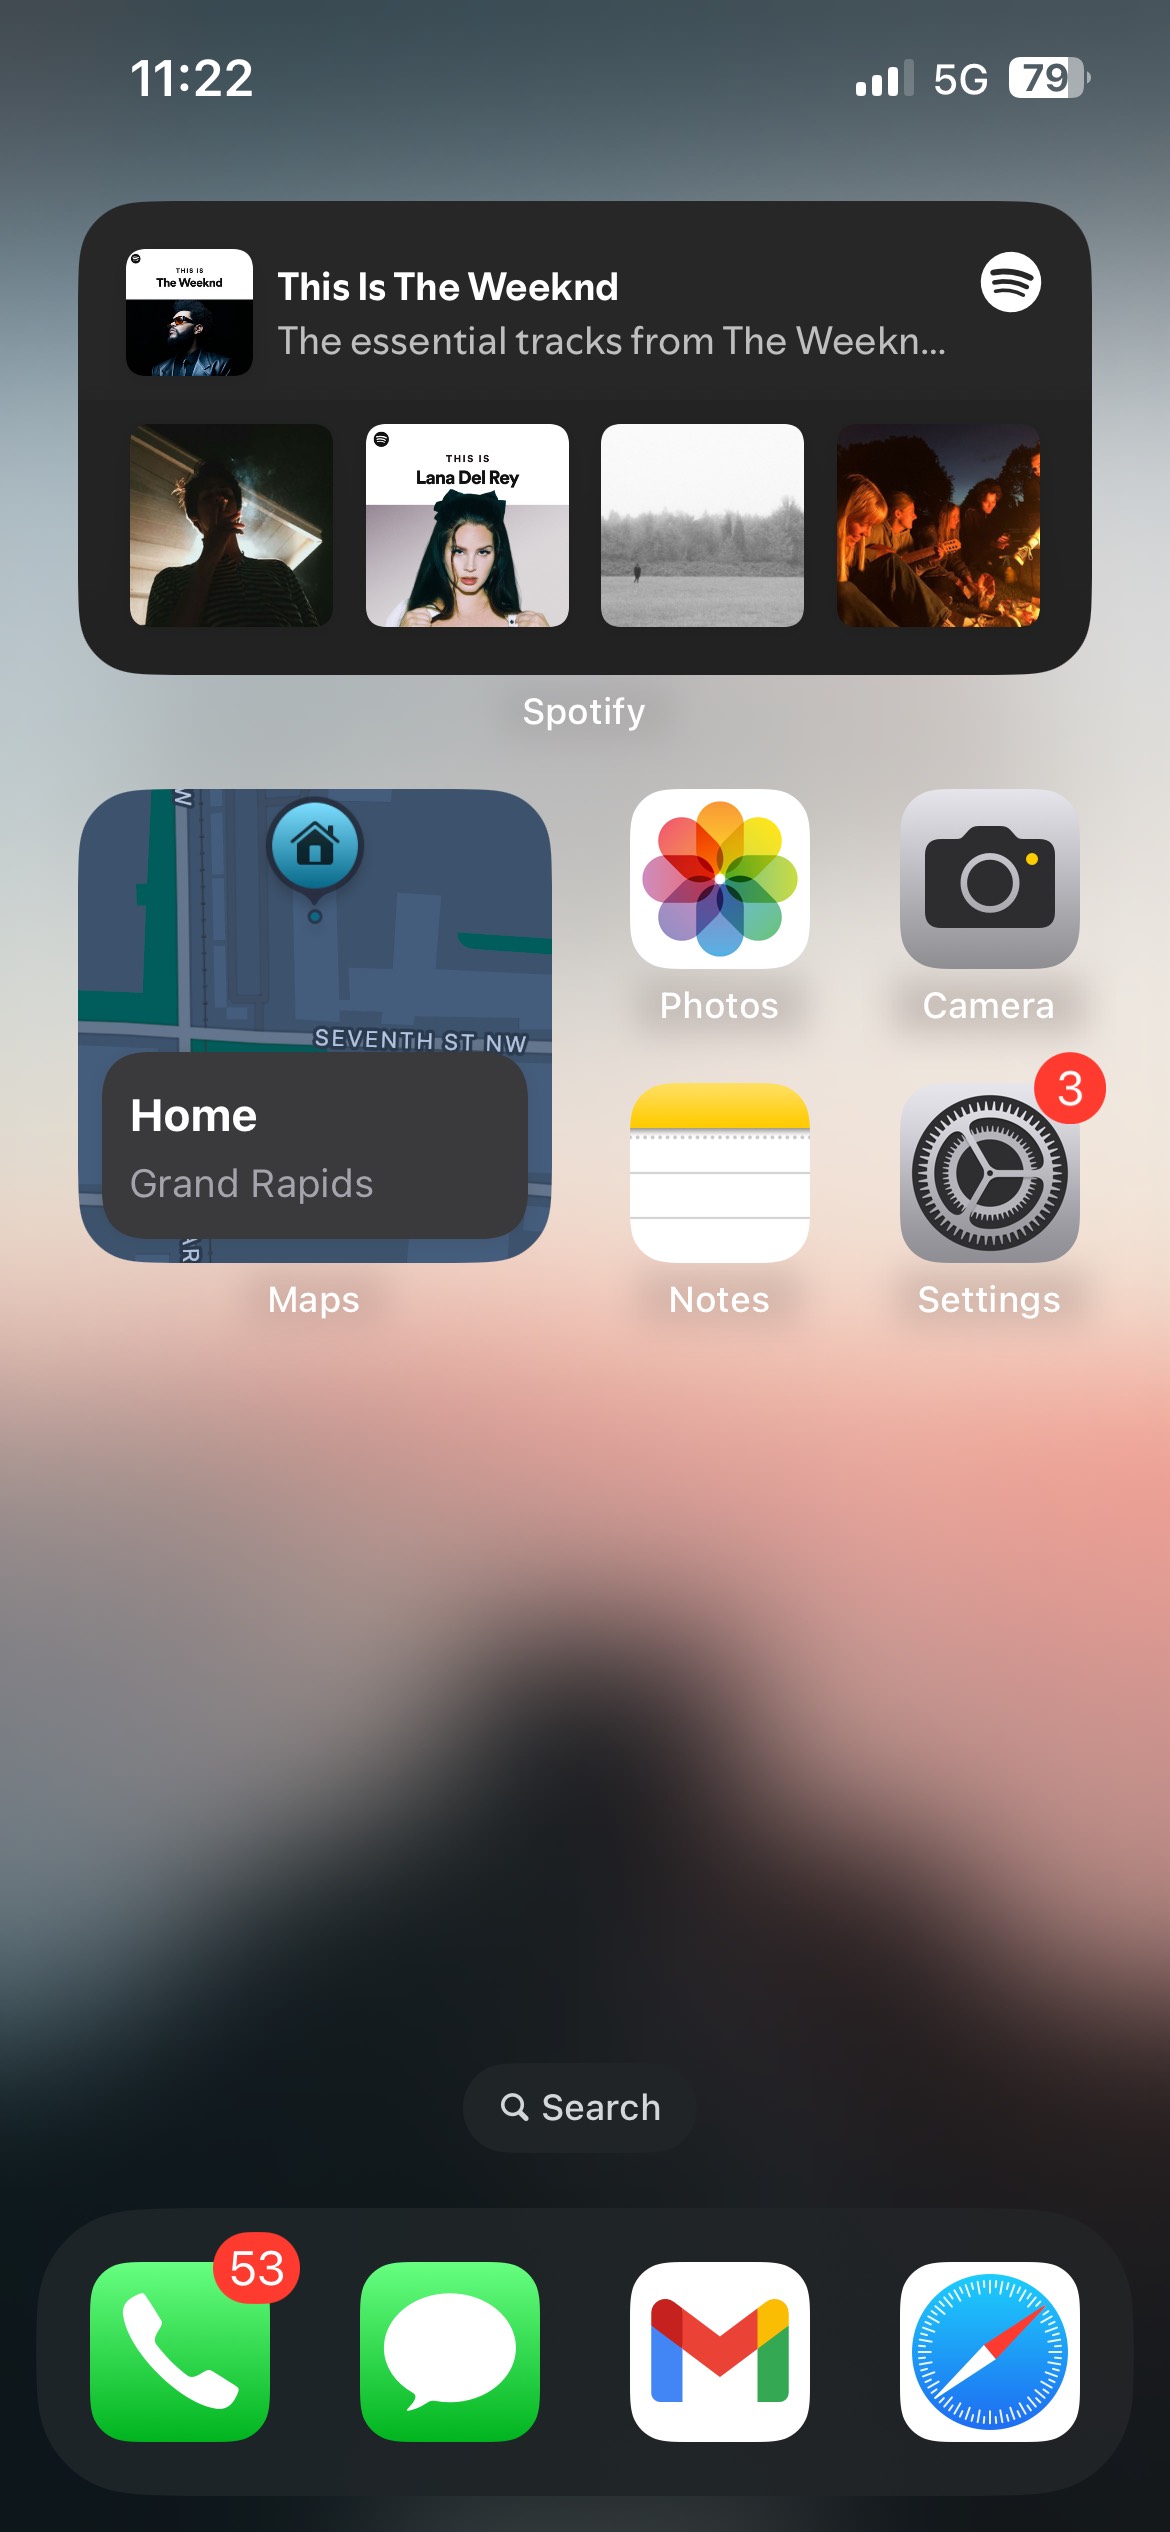 11:22
5G
79
THIS IS
The Weeknd
This Is The Weeknd
The essential tracks from The Weekn...
THIS IS
Lana Del Rey
Spotify
W
SEVENTH ST NW
Home
Grand Rapids
AR
Maps
Photos
Camera
3
Notes
Settings
Search
53